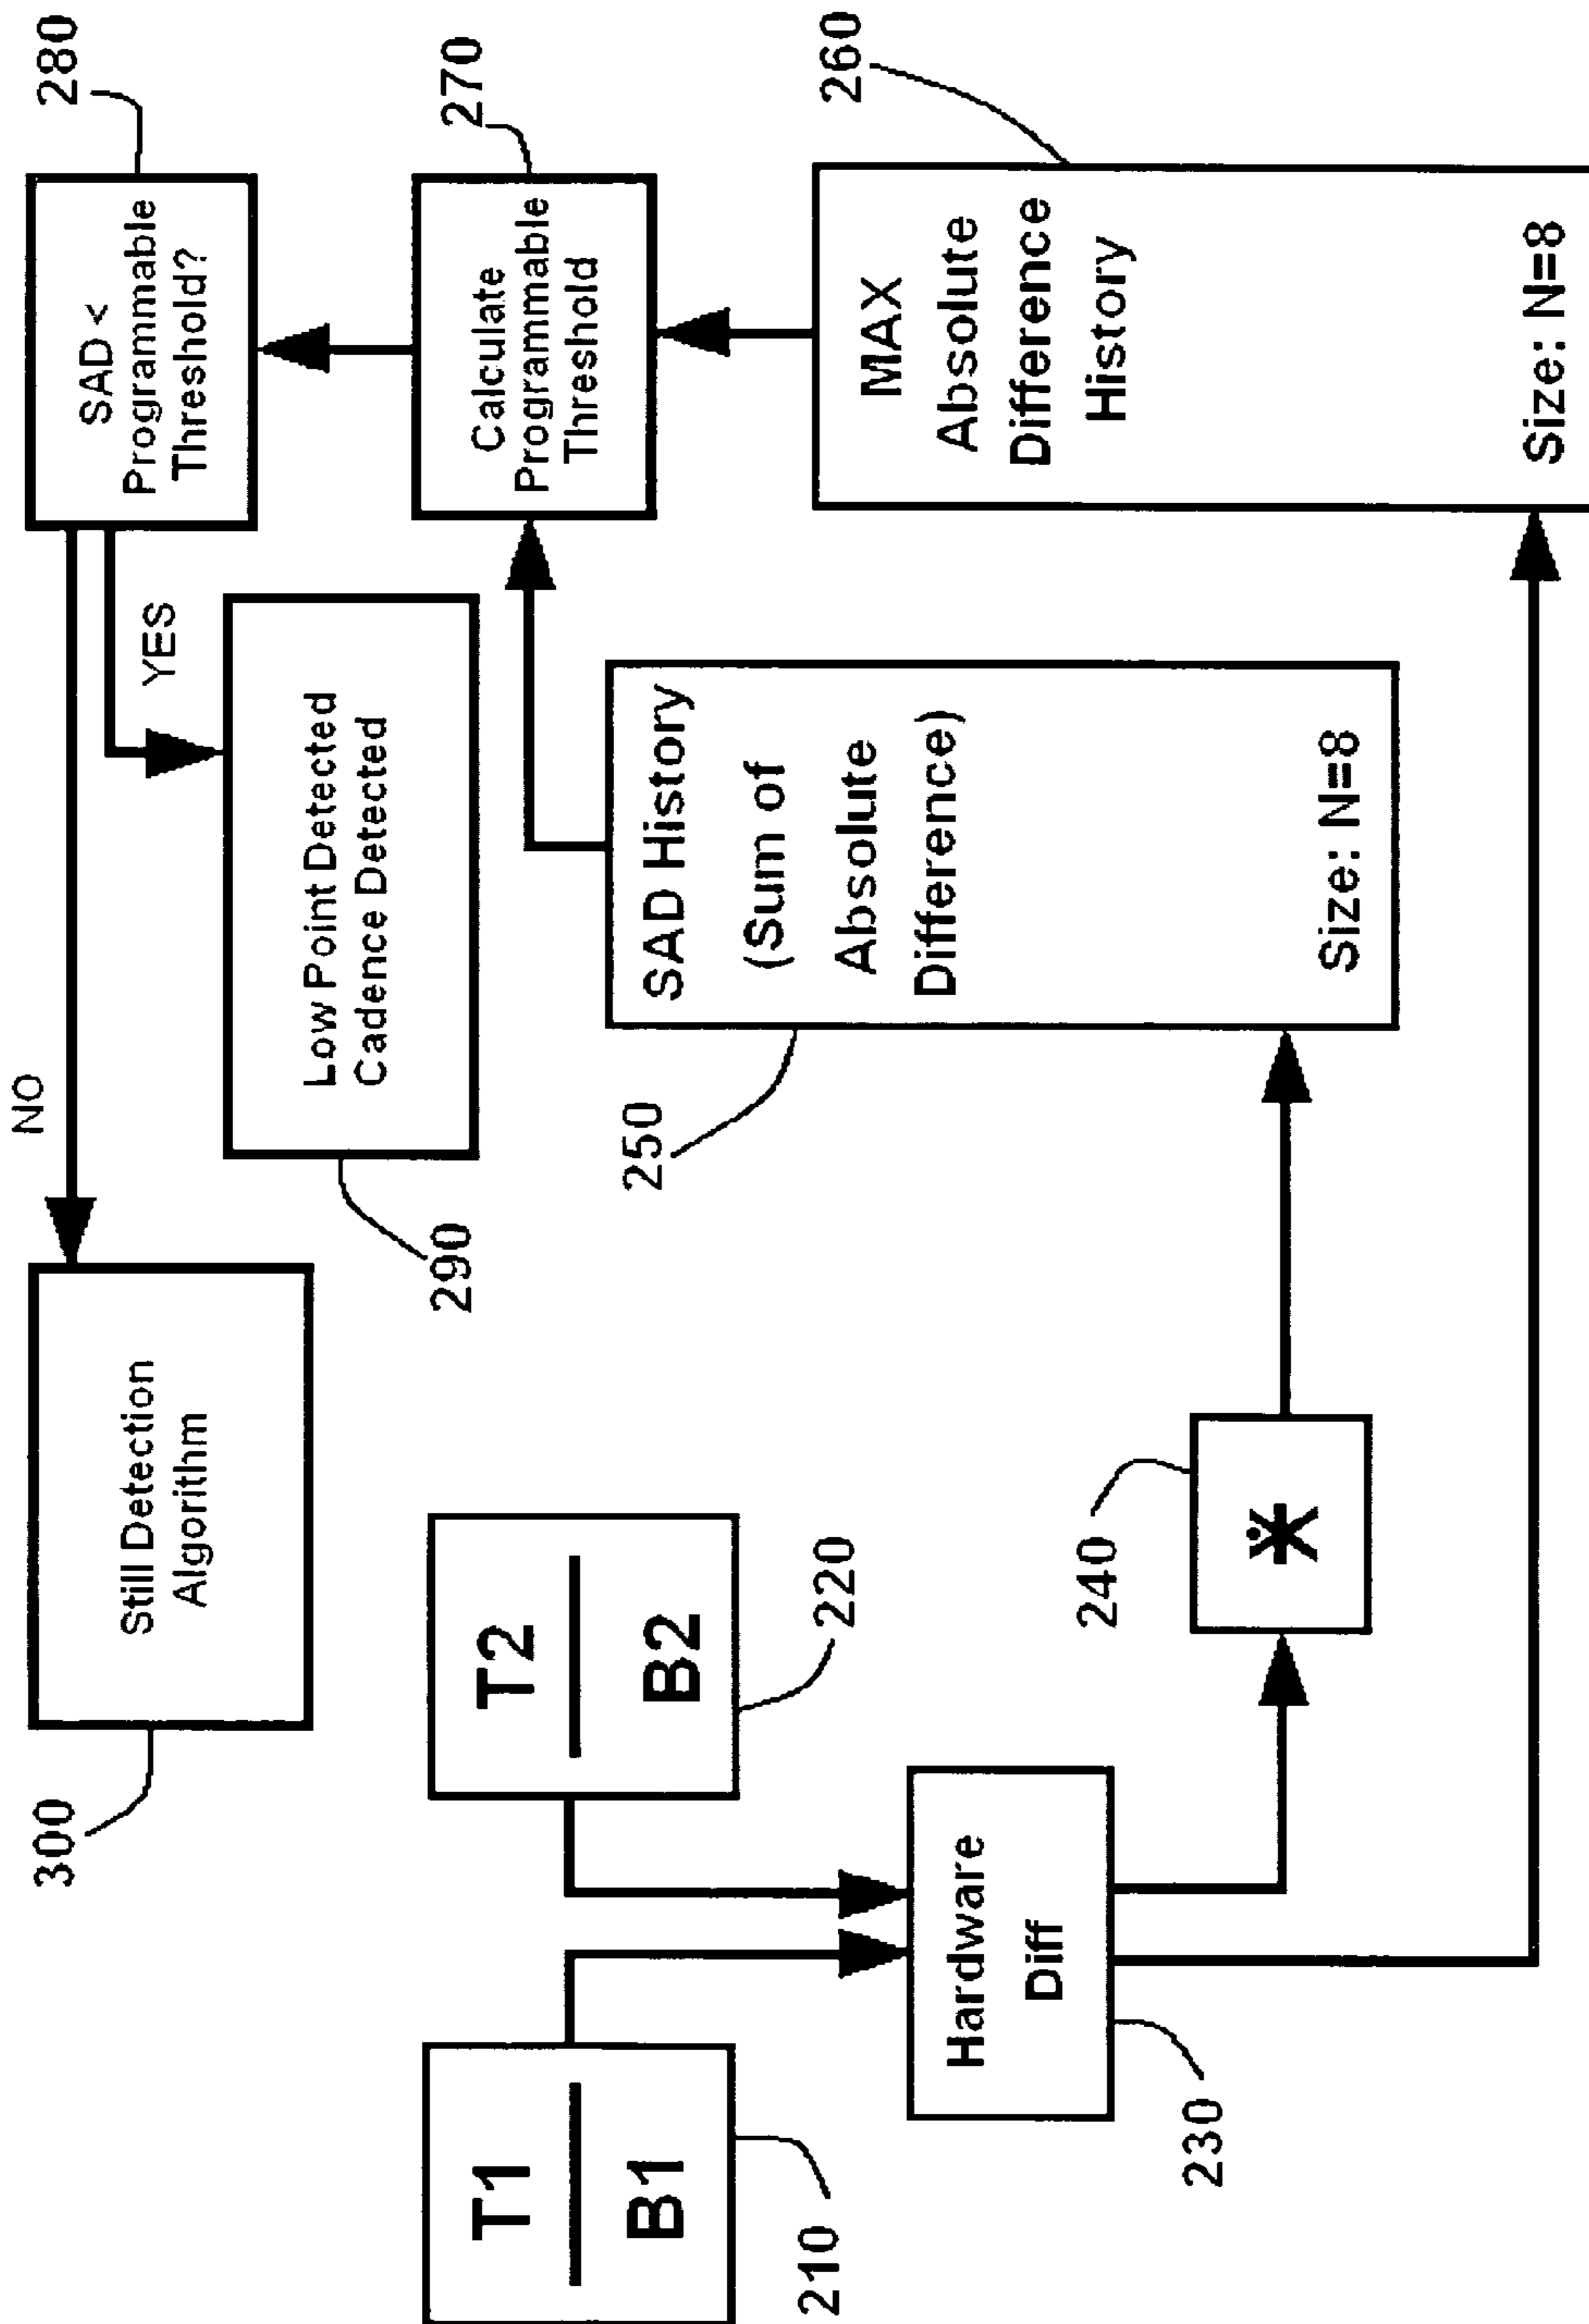 300
Still Detection
Algorithm
NO
YES
280
SAD <
Programmable
Threshold?
290
Low Point Detected
Cadence Detected
270
Calculate
Programmable
Threshold
T1
B1
210
T2
B2
220
250
SAD History
(Sum of
Absolute
Difference)
Size: N=8
260
MAX
Absolute
Difference
History
Size: N=8
230
Hardware
Diff
240